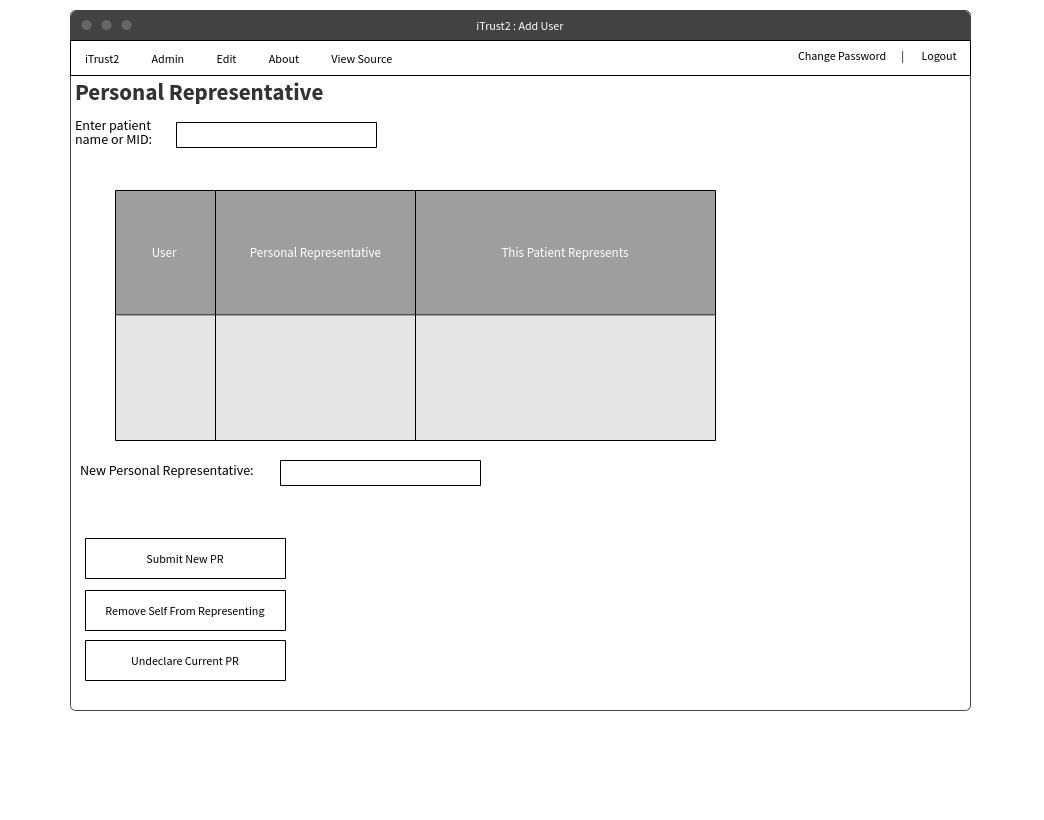 iTrust2 : Add User
iTrust2 Admin Edit About View Source Change Password | Logout
Personal Representative
Enter patient
name or MID:
User Personal Representative This Patient Represents
New Personal Representative:
Submit New PR
Remove Self From Representing
Undeclare Current PR